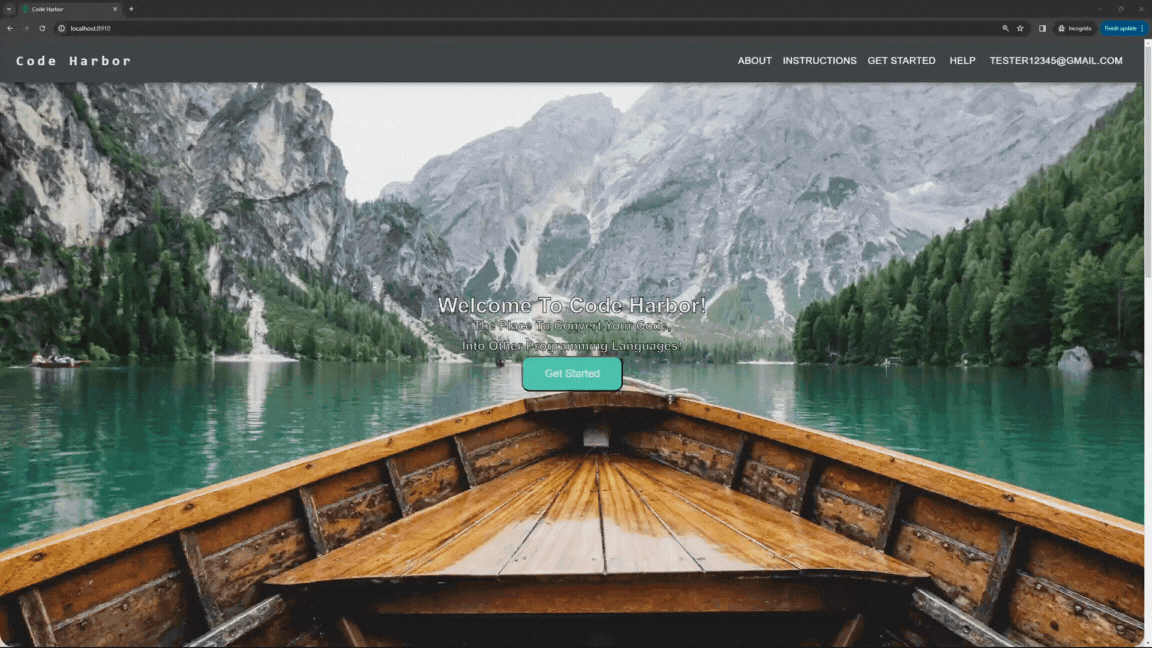 Code Harbor
localhost:8910
Incognito
Finish update
Code Harbor
ABOUT
INSTRUCTIONS
GET STARTED
HELP
TESTER12345@GMAIL.COM
Welcome To Code Harbor!
The Place To Convert Your Code,
Into Other Programming Languages!
Get Started